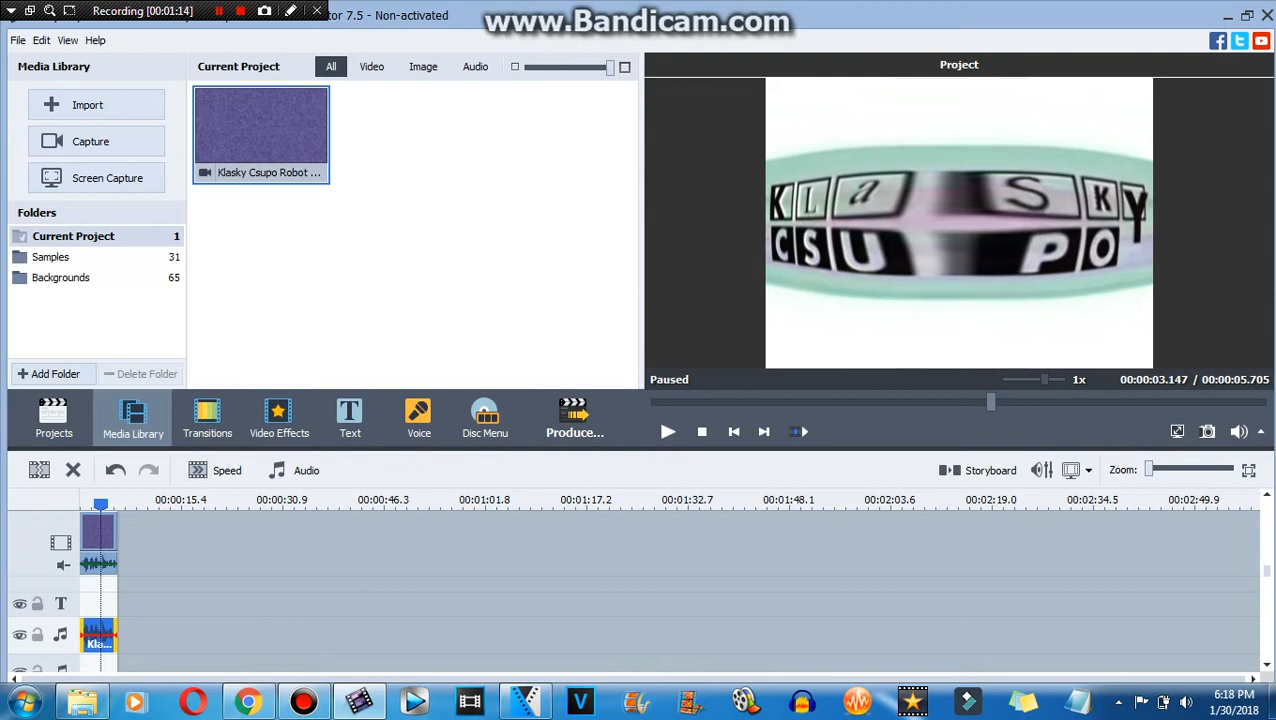 Recording [00:01:14]
tor 7.5 - Non-activated
www.Bandicam.com
File Edit View Help
Media Library
Current Project All Video Image Audio
Project
Import
Capture
Screen Capture
Klasky Csupo Robot ...
KLaSKY
CSUPO
Folders
Current Project 1
Samples 31
Backgrounds 65
Add Folder Delete Folder
Paused 1x 00:00:03.147 / 00:00:05.705
Projects Media Library Transitions Video Effects Text Voice Disc Menu Produce...
Speed Audio Storyboard Zoom:
00:00:15.4 00:00:30.9 00:00:46.3 00:01:01.8 00:01:17.2 00:01:32.7 00:01:48.1 00:02:03.6 00:02:19.0 00:02:34.5 00:02:49.9
T
Kla...
6:18 PM
1/30/2018